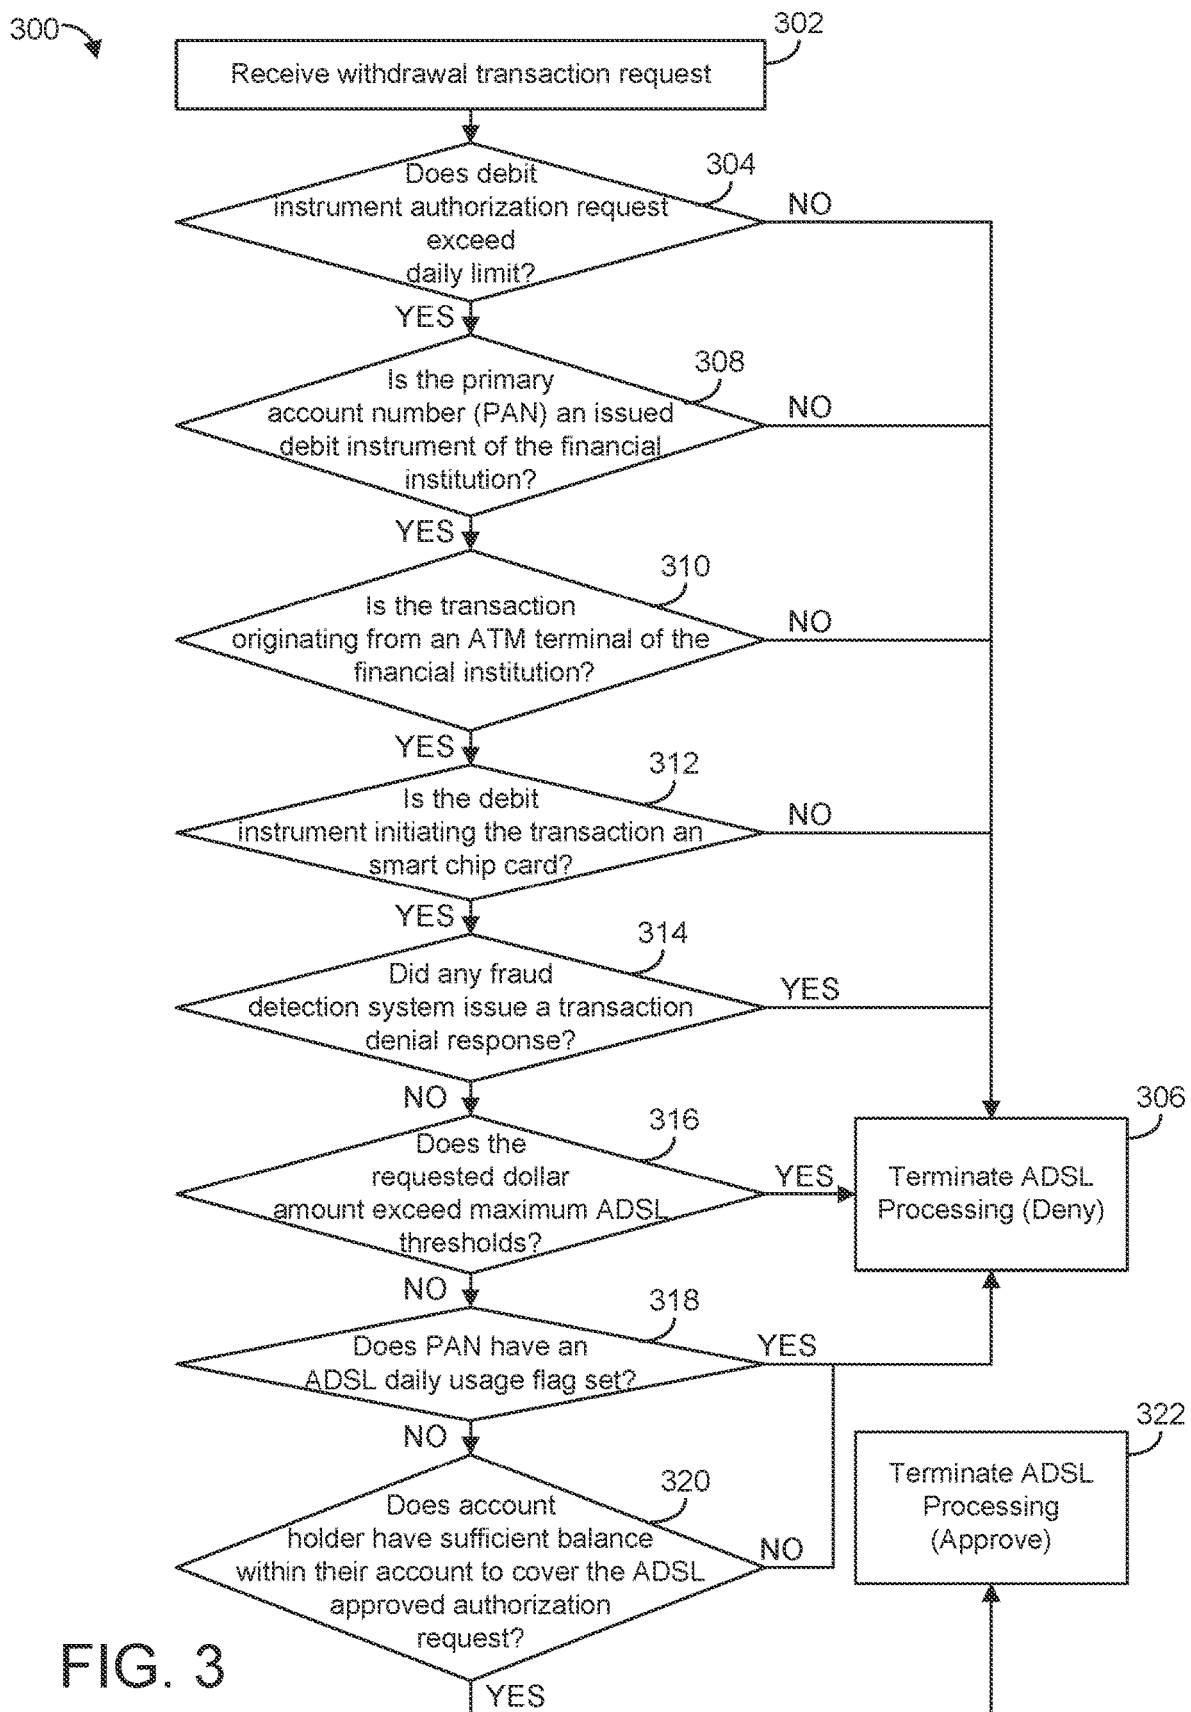 300
302
Receive withdrawal transaction request
304
Does debit
instrument authorization request
exceed
daily limit?
NO
YES
308
Is the primary
account number (PAN) an issued
debit instrument of the financial
institution?
NO
YES
310
Is the transaction
originating from an ATM terminal of the
financial institution?
NO
YES
312
Is the debit
instrument initiating the transaction an
smart chip card?
NO
YES
314
Did any fraud
detection system issue a transaction
denial response?
YES
NO
316
Does the
requested dollar
amount exceed maximum ADSL
thresholds?
YES
306
Terminate ADSL
Processing (Deny)
NO
318
Does PAN have an
ADSL daily usage flag set?
YES
NO
320
Does account
holder have sufficient balance
within their account to cover the ADSL
approved authorization
request?
NO
322
Terminate ADSL
Processing
(Approve)
YES
FIG. 3